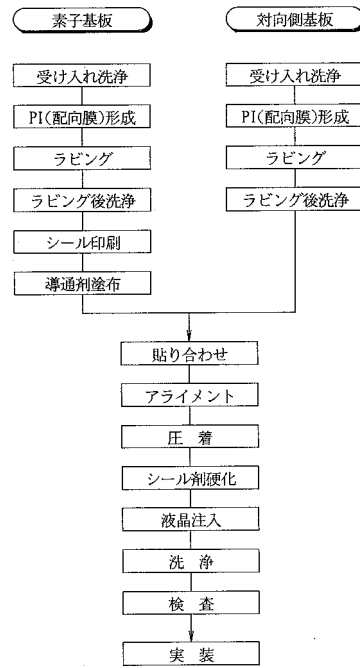 素子基板
受け入れ洗浄
PI(配向膜)形成
ラビング
ラビング後洗浄
シール印刷
導通剤塗布
対向側基板
受け入れ洗浄
PI(配向膜)形成
ラビング
ラビング後洗浄
貼り合わせ
アライメント
圧 着
シール剤硬化
液晶注入
洗 浄
検 査
実 装